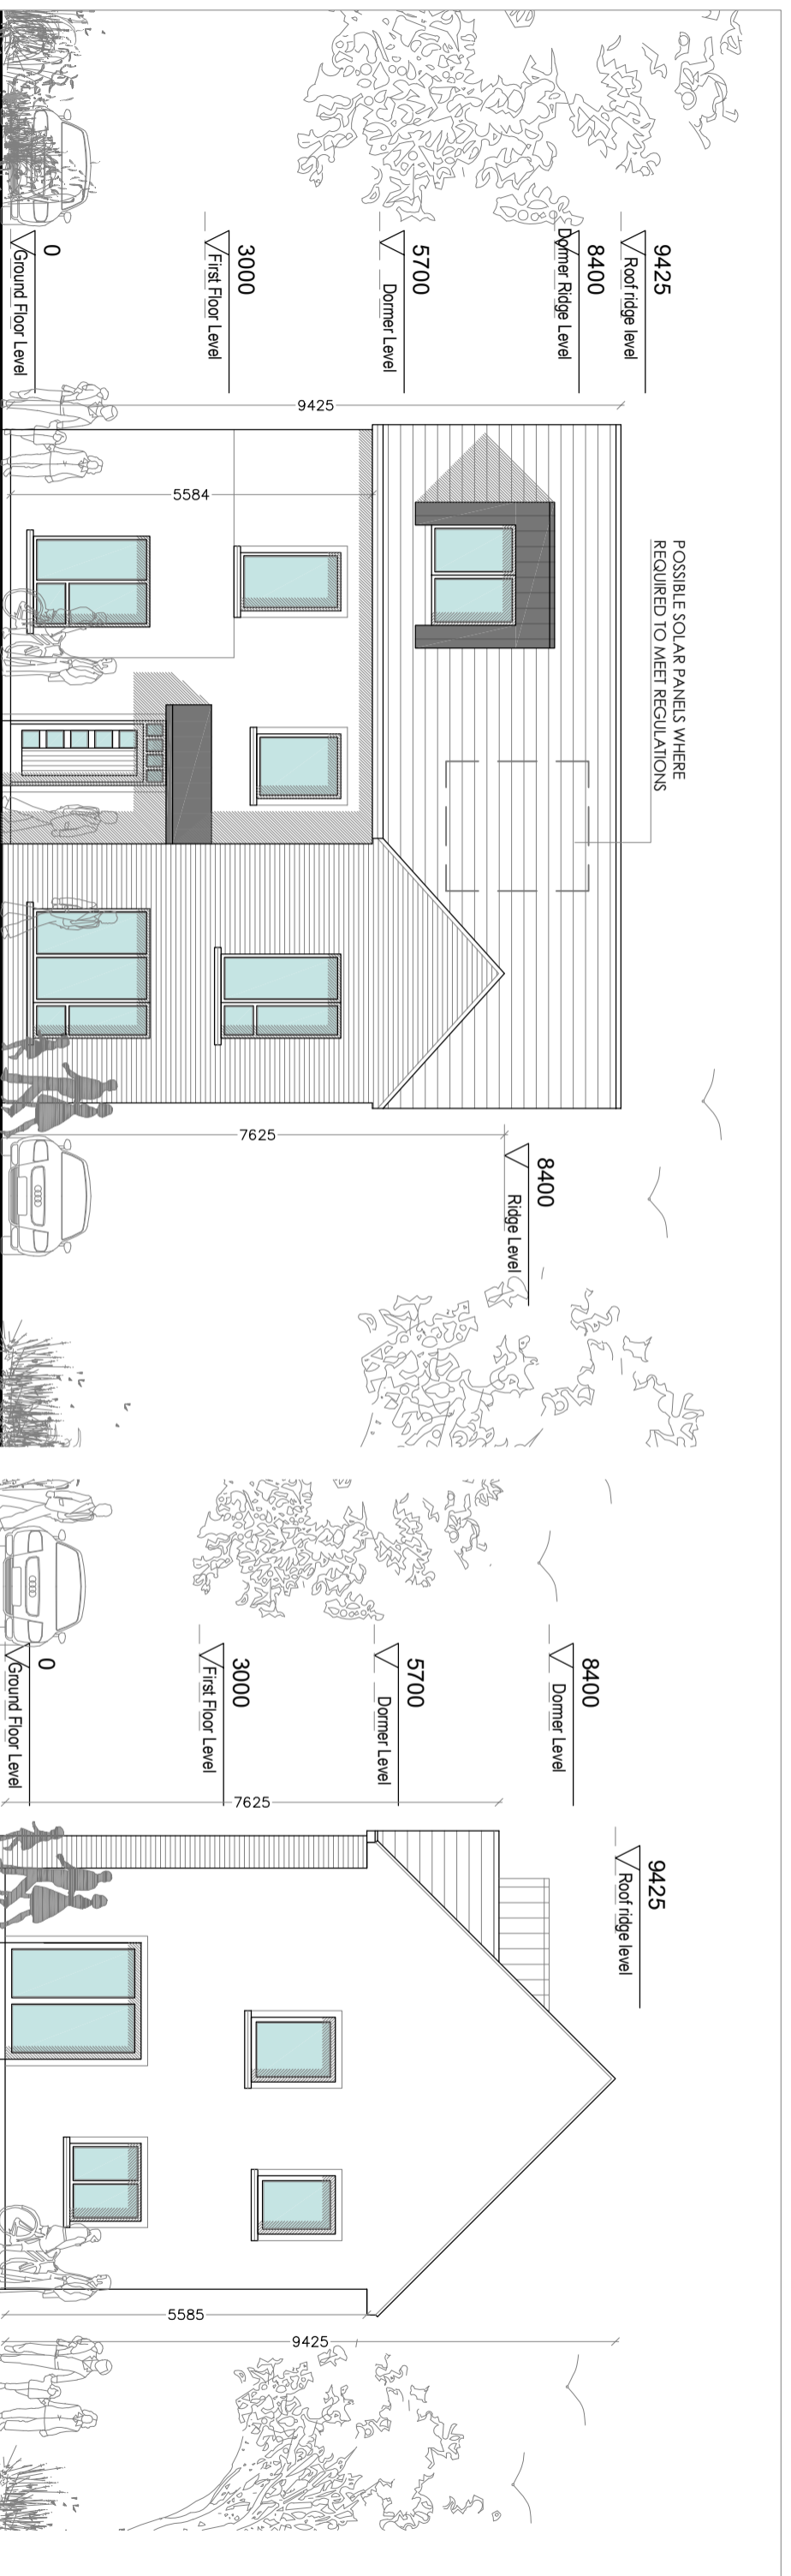 9425
Roof ridge level
8400
Dormer Ridge Level
5700
Dormer Level
3000
First Floor Level
0
Ground Floor Level
9425
5584
POSSIBLE SOLAR PANELS WHERE
REQUIRED TO MEET REGULATIONS
7625
8400
Ridge Level
8400
Dormer Level
5700
Dormer Level
3000
First Floor Level
0
Ground Floor Level
7625
9425
Roof ridge level
5585
9425